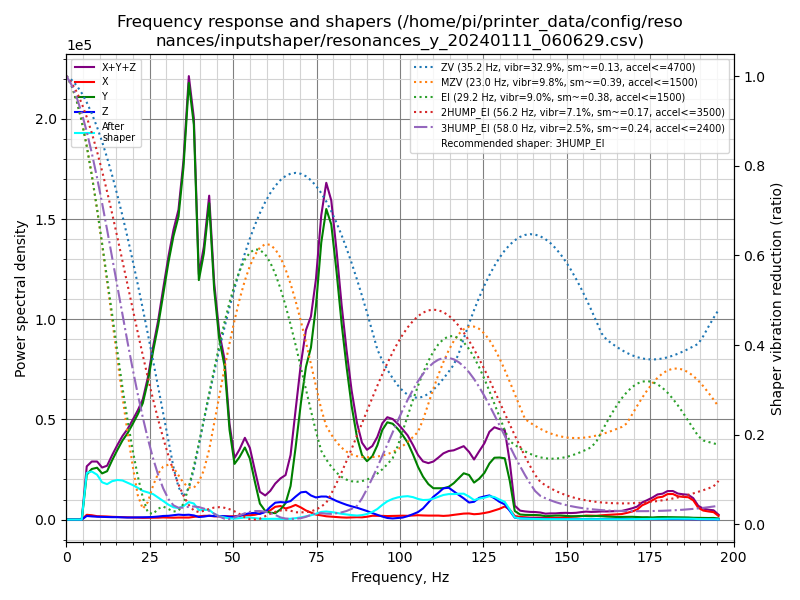 Frequency response and shapers (/home/pi/printer_data/config/reso
nances/inputshaper/resonances_y_20240111_060629.csv)
1e5
X+Y+Z
X
Y
Z
After
shaper
ZV (35.2 Hz, vibr=32.9%, sm~=0.13, accel<=4700)
MZV (23.0 Hz, vibr=9.8%, sm~=0.39, accel<=1500)
EI (29.2 Hz, vibr=9.0%, sm~=0.38, accel<=1500)
2HUMP_EI (56.2 Hz, vibr=7.1%, sm~=0.17, accel<=3500)
3HUMP_EI (58.0 Hz, vibr=2.5%, sm~=0.24, accel<=2400)
Recommended shaper: 3HUMP_EI
2.0
1.5
1.0
0.5
0.0
Power spectral density
1.0
0.8
0.6
0.4
0.2
0.0
Shaper vibration reduction (ratio)
0 25 50 75 100 125 150 175 200
Frequency, Hz